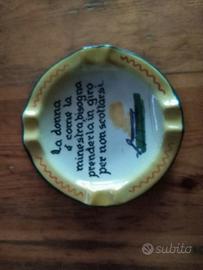 la donna
é come la
minestra, bisogna
prenderla in giro
per non scottarsi.
subito